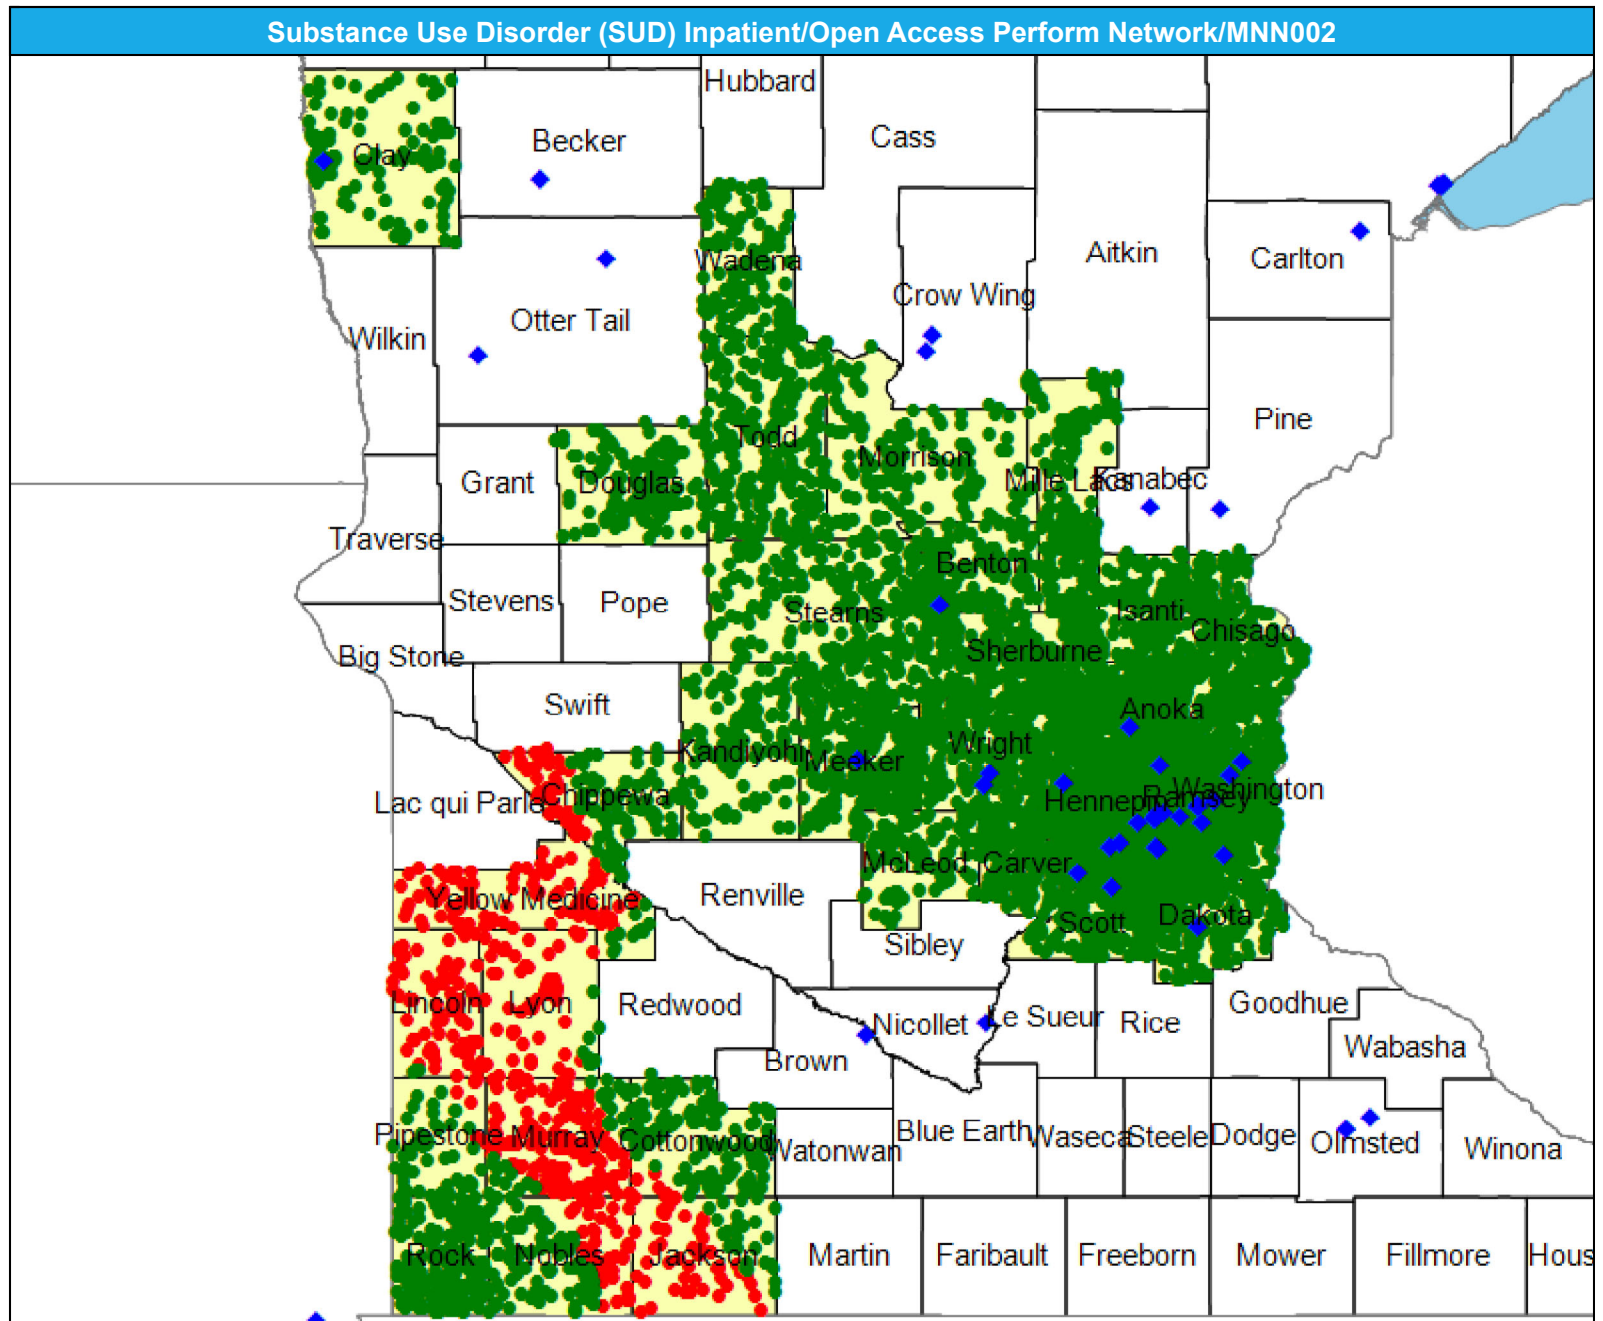 Substance Use Disorder (SUD) Inpatient/Open Access Perform Network/MNN002
Hubbard
Cass
Becker
Clay
Aitkin
Carlton
Wadena
Crow Wing
Otter Tail
Wilkin
Pine
Todd
Morrison
Mille Lacs
Kanabec
Grant
Douglas
Traverse
Benton
Stevens
Pope
Stearns
Isanti
Chisago
Sherburne
Big Stone
Swift
Anoka
Wright
Kandiyohi
Meeker
Washington
Lac qui Parle
Chippewa
Hennepin
Ramsey
McLeod
Carver
Yellow Medicine
Renville
Scott
Dakota
Sibley
Lincoln
Lyon
Redwood
Nicollet
Le Sueur
Rice
Goodhue
Wabasha
Brown
Pipestone
Murray
Cottonwood
Watonwan
Blue Earth
Waseca
Steele
Dodge
Olmsted
Winona
Rock
Nobles
Jackson
Martin
Faribault
Freeborn
Mower
Fillmore
Hous